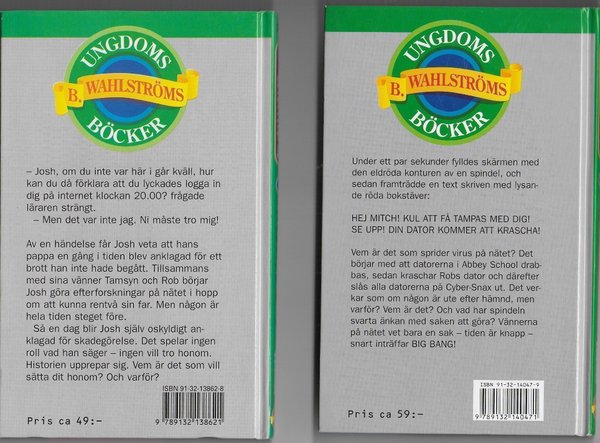 UNGDOMS
B. WAHLSTRÖMS
BÖCKER
– Josh, om du inte var här i går kväll, hur
kan du då förklara att du lyckades logga in
dig på internet klockan 20.00? frågade
läraren strängt.
– Men det var inte jag. Ni måste tro mig!
Av en händelse får Josh veta att hans
pappa en gång i tiden blev anklagad för ett
brott han inte hade begått. Tillsammans
med sina vänner Tamsyn och Rob börjar
Josh göra efterforskningar på nätet i hopp
om att kunna rentvå sin far. Men någon är
hela tiden steget före.
Så en dag blir Josh själv oskyldigt an-
klagad för skadegörelse. Det spelar ingen
roll vad han säger – ingen vill tro honom.
Historien upprepar sig. Vem är det som vill
sätta dit honom? Och varför?
ISBN 91-32-13862-8
Pris ca 49:-
9 789132 138621
UNGDOMS
B. WAHLSTRÖMS
BÖCKER
Under ett par sekunder fylldes skärmen med
den eldröda konturen av en spindel, och
sedan framträdde en text skriven med lysan-
de röda bokstäver:
HEJ MITCH! KUL ATT FÅ TAMPAS MED DIG!
SE UPP! DIN DATOR KOMMER ATT KRASCHA!
Vem är det som sprider virus på nätet? Det
börjar med att datorerna i Abbey School drab-
bas, sedan kraschar Robs dator och därefter
slås alla datorerna på Cyber-Snax ut. Det ver-
kar som om någon är ute efter hämnd, men
varför? Vem är det? Och vad har spindeln
svarta änkan med saken att göra? Vännerna
på nätet vet bara en sak – tiden är knapp –
snart inträffar BIG BANG!
ISBN 91-32-14047-9
Pris ca 59:-
9 789132 140471